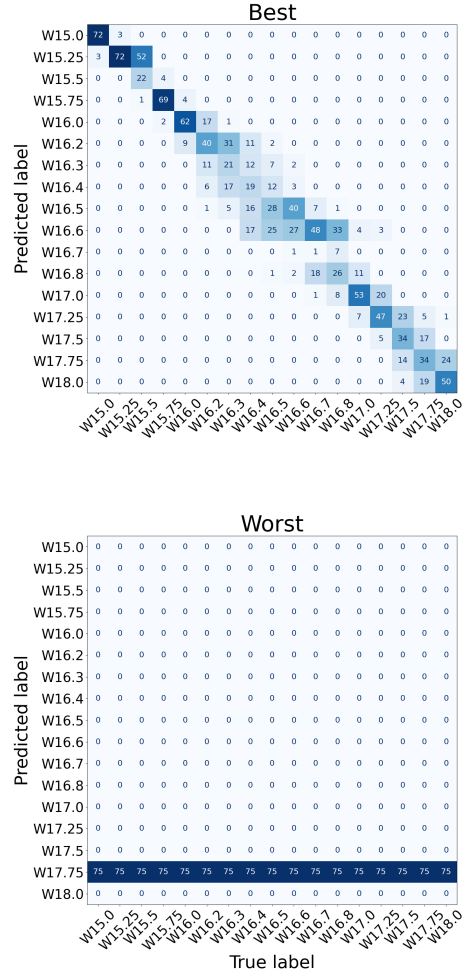 Best
Predicted label
W15.0 72 3 0 0 0 0 0 0 0 0 0 0 0 0 0 0 0
W15.25 3 72 52 0 0 0 0 0 0 0 0 0 0 0 0 0 0
W15.5 0 0 22 4 0 0 0 0 0 0 0 0 0 0 0 0 0
W15.75 0 0 1 69 4 0 0 0 0 0 0 0 0 0 0 0 0
W16.0 0 0 0 2 62 17 1 0 0 0 0 0 0 0 0 0 0
W16.2 0 0 0 0 9 40 31 11 2 0 0 0 0 0 0 0 0
W16.3 0 0 0 0 0 11 21 12 7 2 0 0 0 0 0 0 0
W16.4 0 0 0 0 0 6 17 19 12 3 0 0 0 0 0 0 0
W16.5 0 0 0 0 0 1 5 16 28 40 7 1 0 0 0 0 0
W16.6 0 0 0 0 0 0 0 17 25 27 48 33 4 3 0 0 0
W16.7 0 0 0 0 0 0 0 0 0 1 1 7 0 0 0 0 0
W16.8 0 0 0 0 0 0 0 0 1 2 18 26 11 0 0 0 0
W17.0 0 0 0 0 0 0 0 0 0 0 1 8 53 20 0 0 0
W17.25 0 0 0 0 0 0 0 0 0 0 0 0 7 47 23 5 1
W17.5 0 0 0 0 0 0 0 0 0 0 0 0 0 5 34 17 0
W17.75 0 0 0 0 0 0 0 0 0 0 0 0 0 0 14 34 24
W18.0 0 0 0 0 0 0 0 0 0 0 0 0 0 0 4 19 50
W15.0 W15.25 W15.5 W15.75 W16.0 W16.2 W16.3 W16.4 W16.5 W16.6 W16.7 W16.8 W17.0 W17.25 W17.5 W17.75 W18.0
Worst
Predicted label
W15.0 0 0 0 0 0 0 0 0 0 0 0 0 0 0 0 0 0
W15.25 0 0 0 0 0 0 0 0 0 0 0 0 0 0 0 0 0
W15.5 0 0 0 0 0 0 0 0 0 0 0 0 0 0 0 0 0
W15.75 0 0 0 0 0 0 0 0 0 0 0 0 0 0 0 0 0
W16.0 0 0 0 0 0 0 0 0 0 0 0 0 0 0 0 0 0
W16.2 0 0 0 0 0 0 0 0 0 0 0 0 0 0 0 0 0
W16.3 0 0 0 0 0 0 0 0 0 0 0 0 0 0 0 0 0
W16.4 0 0 0 0 0 0 0 0 0 0 0 0 0 0 0 0 0
W16.5 0 0 0 0 0 0 0 0 0 0 0 0 0 0 0 0 0
W16.6 0 0 0 0 0 0 0 0 0 0 0 0 0 0 0 0 0
W16.7 0 0 0 0 0 0 0 0 0 0 0 0 0 0 0 0 0
W16.8 0 0 0 0 0 0 0 0 0 0 0 0 0 0 0 0 0
W17.0 0 0 0 0 0 0 0 0 0 0 0 0 0 0 0 0 0
W17.25 0 0 0 0 0 0 0 0 0 0 0 0 0 0 0 0 0
W17.5 0 0 0 0 0 0 0 0 0 0 0 0 0 0 0 0 0
W17.75 75 75 75 75 75 75 75 75 75 75 75 75 75 75 75 75 75
W18.0 0 0 0 0 0 0 0 0 0 0 0 0 0 0 0 0 0
W15.0 W15.25 W15.5 W15.75 W16.0 W16.2 W16.3 W16.4 W16.5 W16.6 W16.7 W16.8 W17.0 W17.25 W17.5 W17.75 W18.0
True label